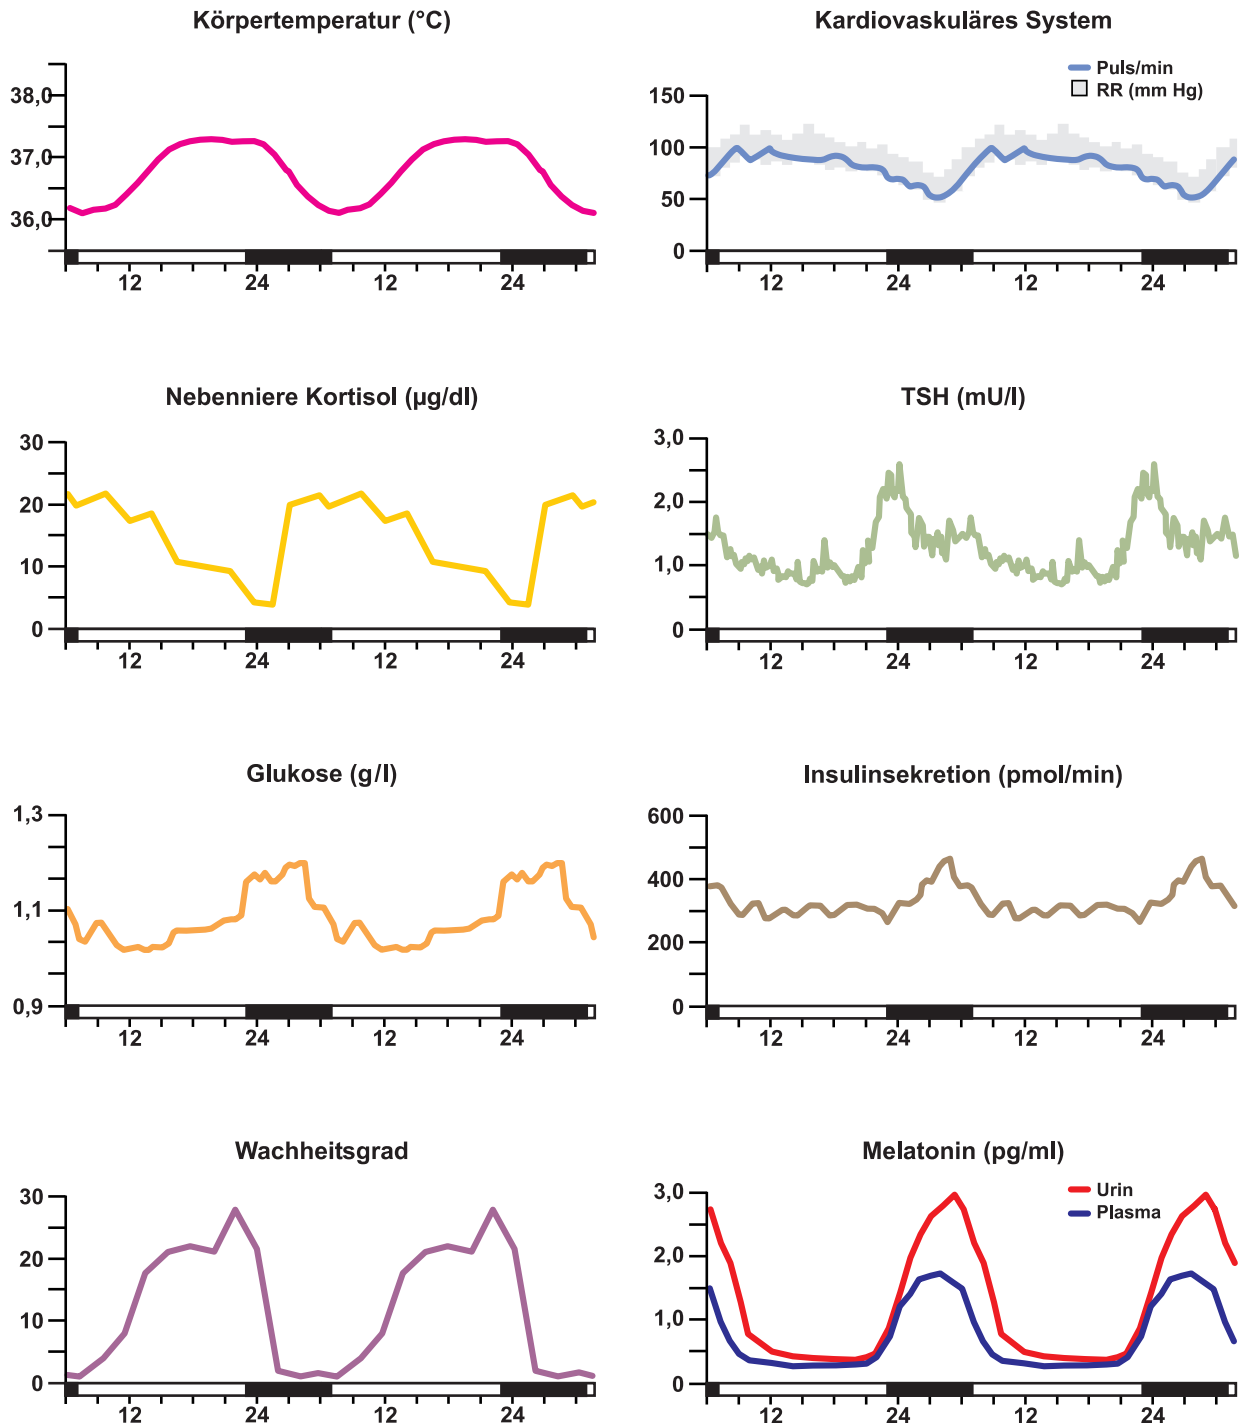 Körpertemperatur (°C)
38,0
37,0
36,0
12 24 12 24
Kardiovaskuläres System
Puls/min
RR (mm Hg)
150
100
50
0
12 24 12 24
Nebenniere Kortisol (µg/dl)
30
20
10
0
12 24 12 24
TSH (mU/l)
3,0
2,0
1,0
0
12 24 12 24
Glukose (g/l)
1,3
1,1
0,9
12 24 12 24
Insulinsekretion (pmol/min)
600
400
200
0
12 24 12 24
Wachheitsgrad
30
20
10
0
12 24 12 24
Melatonin (pg/ml)
Urin
Plasma
3,0
2,0
1,0
0
12 24 12 24